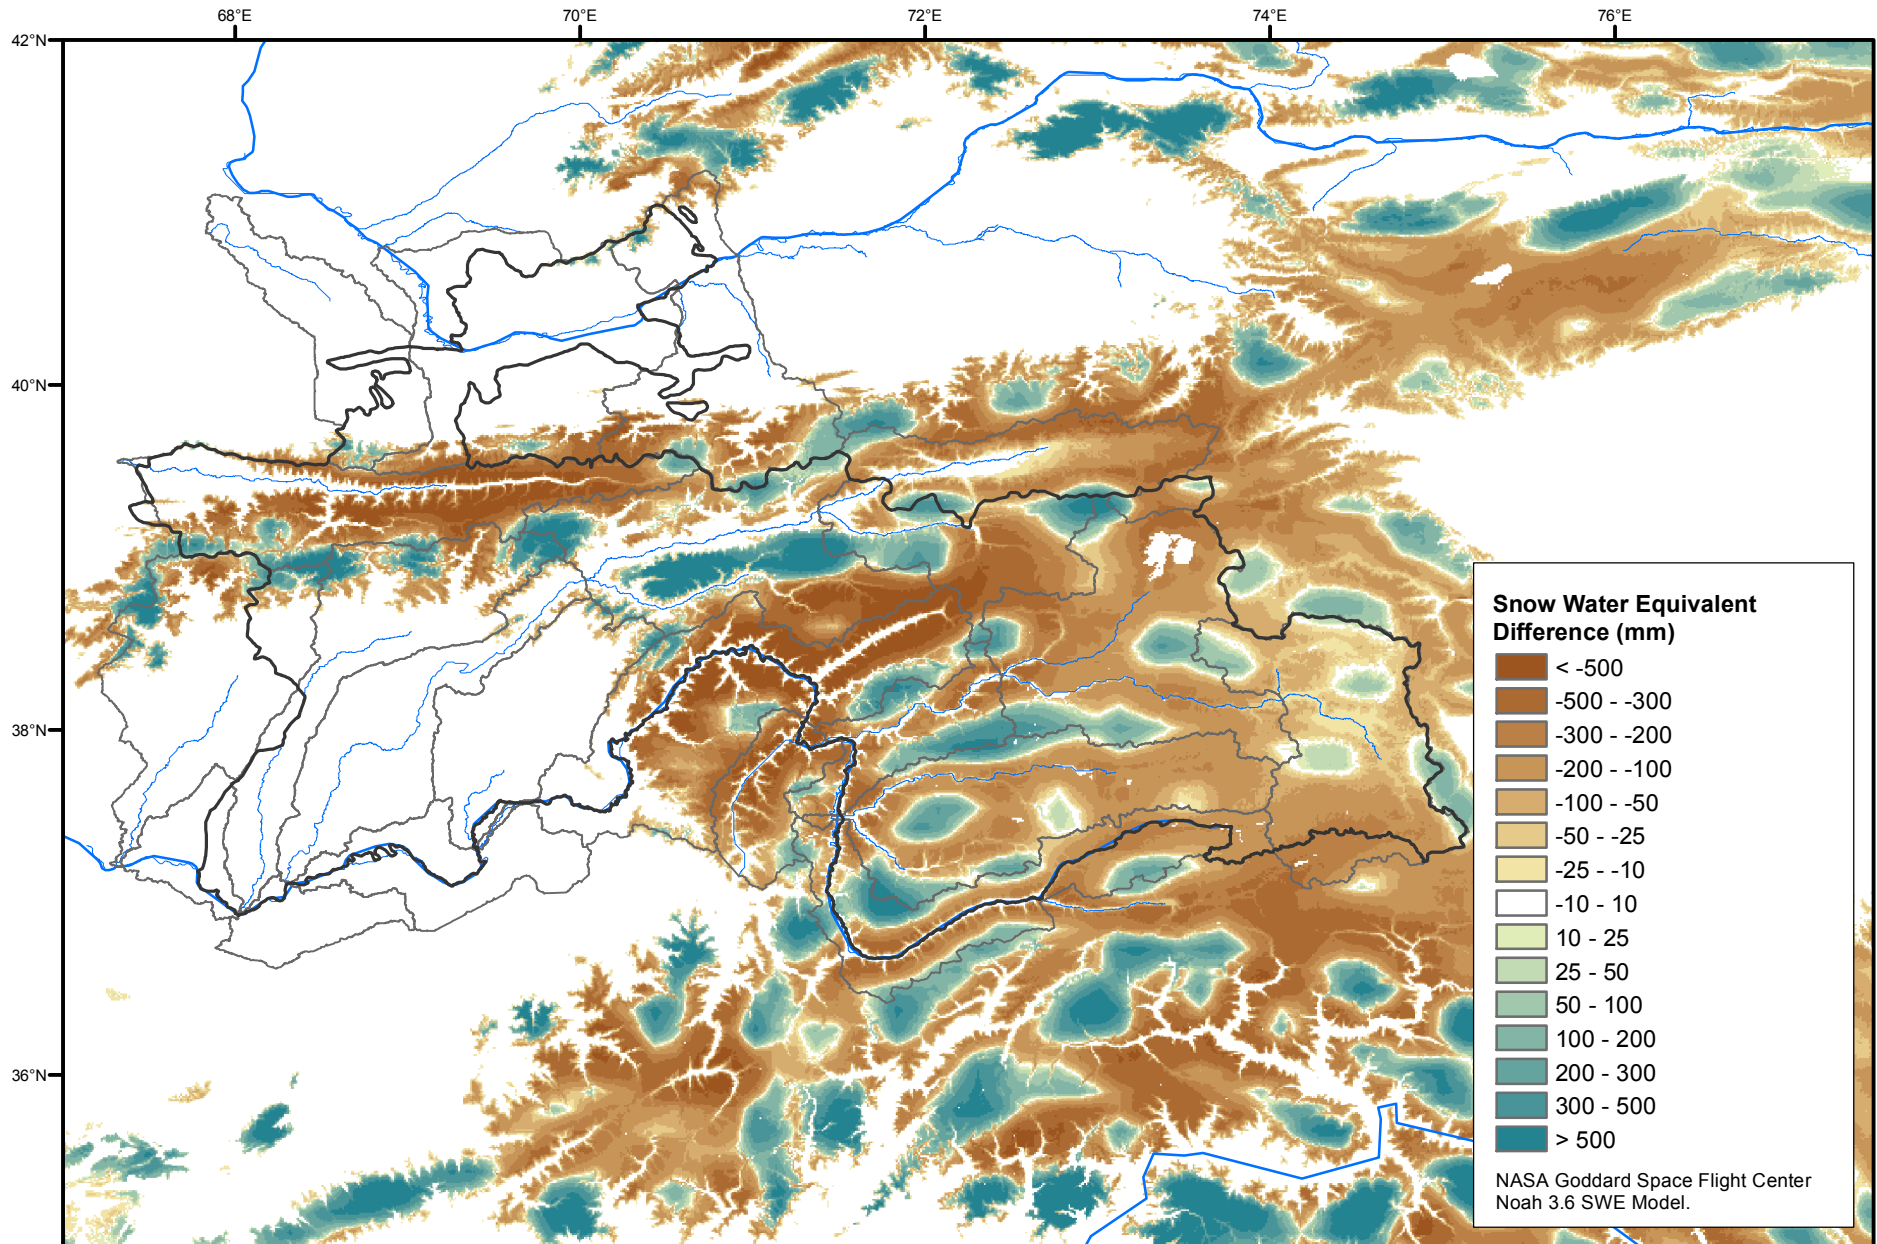 68°E
70°E
72°E
74°E
76°E
42°N
40°N
38°N
36°N
Snow Water Equivalent
Difference (mm)
< -500
-500 - -300
-300 - -200
-200 - -100
-100 - -50
-50 - -25
-25 - -10
-10 - 10
10 - 25
25 - 50
50 - 100
100 - 200
200 - 300
300 - 500
> 500
NASA Goddard Space Flight Center
Noah 3.6 SWE Model.